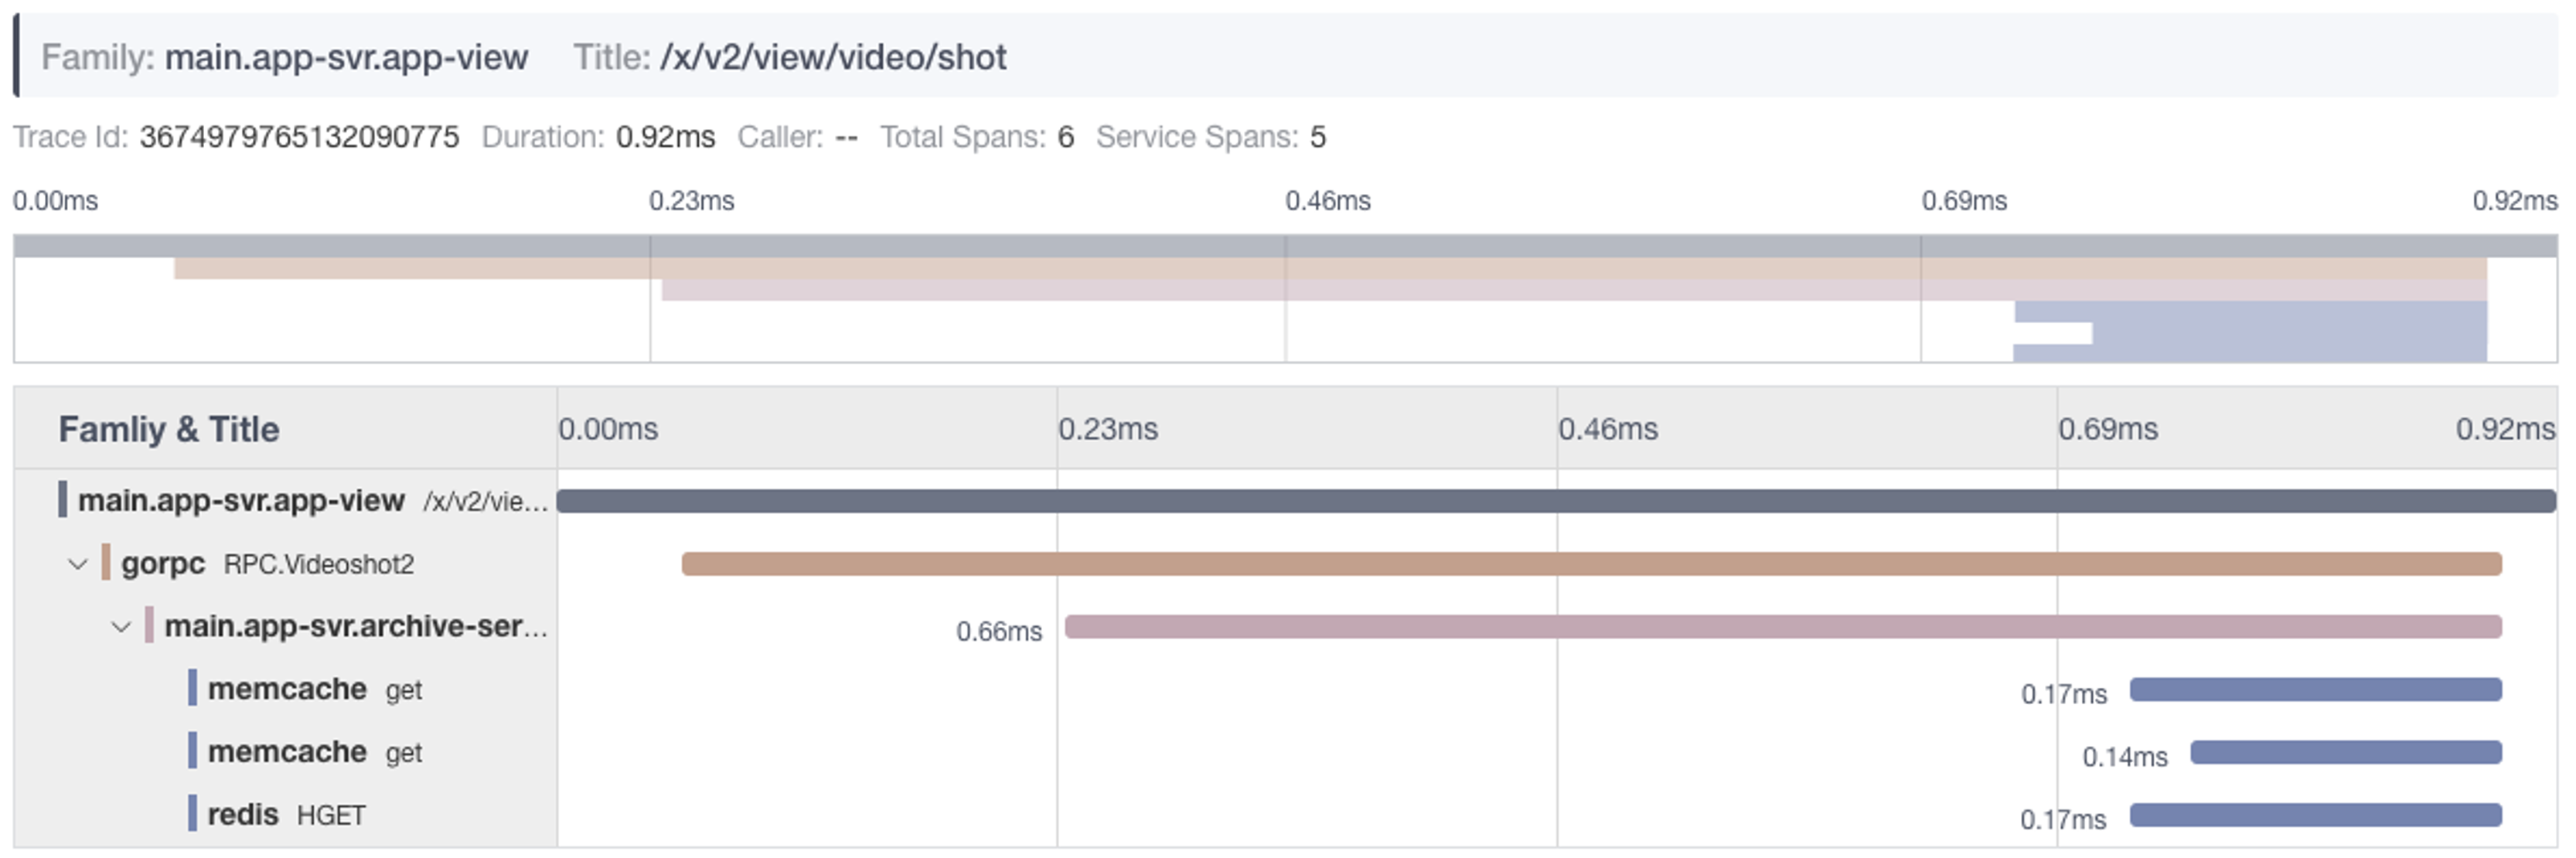 Family: main.app-svr.app-view Title: /x/v2/view/video/shot
Trace Id: 3674979765132090775 Duration: 0.92ms Caller: -- Total Spans: 6 Service Spans: 5
0.00ms 0.23ms 0.46ms 0.69ms 0.92ms
Famliy & Title 0.00ms 0.23ms 0.46ms 0.69ms 0.92ms
main.app-svr.app-view /x/v2/vie...
gorpc RPC.Videoshot2
main.app-svr.archive-ser... 0.66ms
memcache get 0.17ms
memcache get 0.14ms
redis HGET 0.17ms